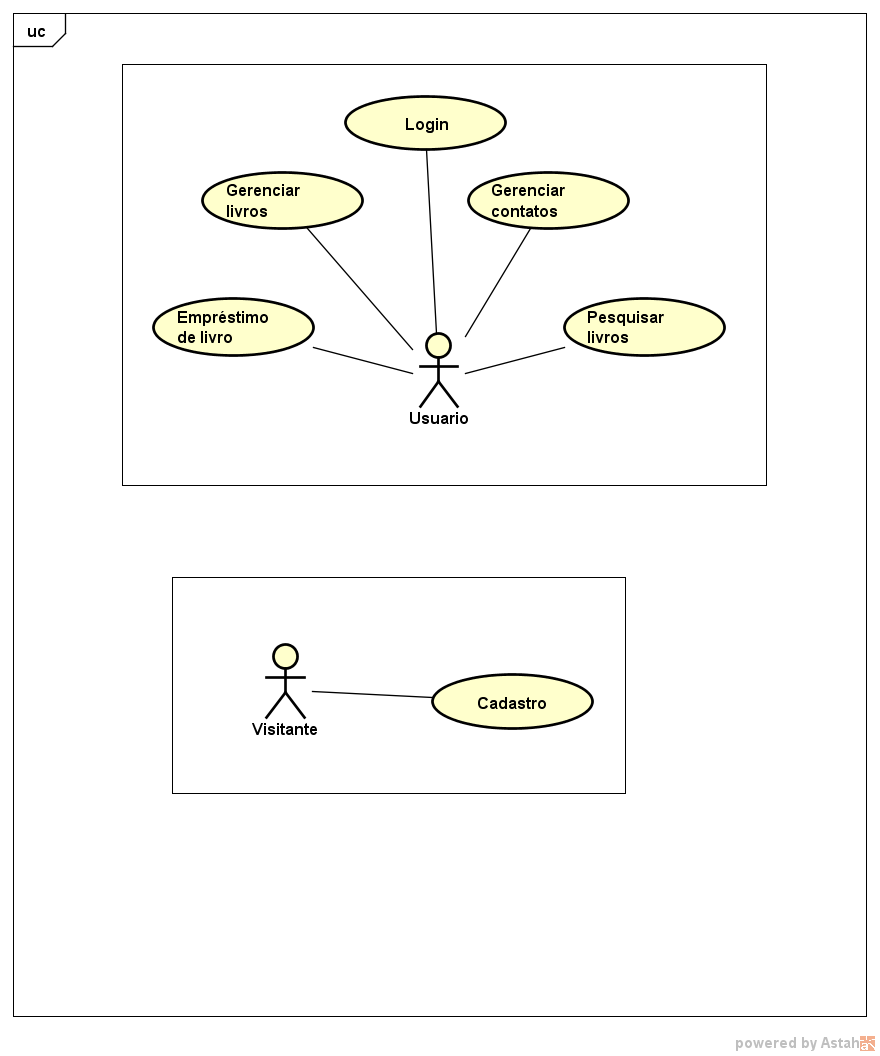 uc
Login
Gerenciar
livros
Gerenciar
contatos
Empréstimo
de livro
Pesquisar
livros
Usuario
Visitante
Cadastro
powered by Astah